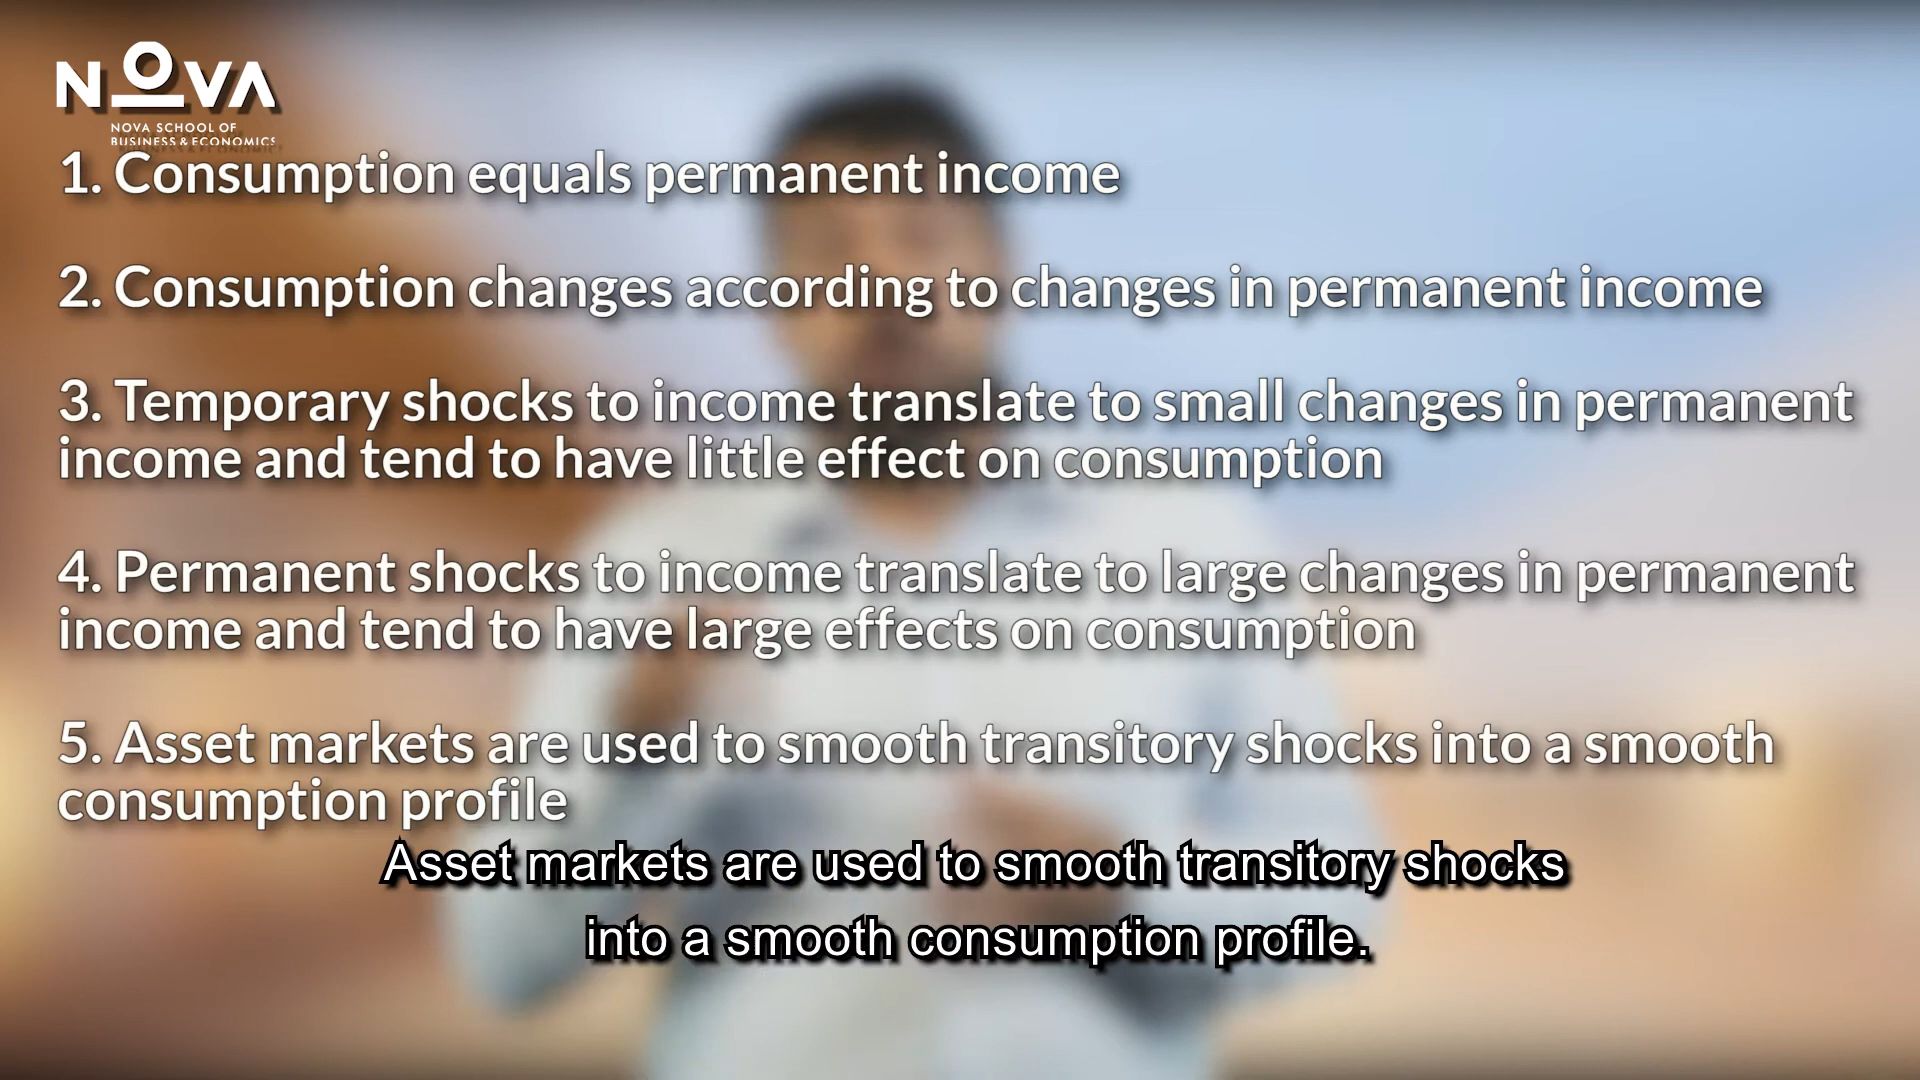 NOVA
NOVA SCHOOL OF
BUSINESS & ECONOMICS
1. Consumption equals permanent income
2. Consumption changes according to changes in permanent income
3. Temporary shocks to income translate to small changes in permanent
income and tend to have little effect on consumption
4. Permanent shocks to income translate to large changes in permanent
income and tend to have large effects on consumption
5. Asset markets are used to smooth transitory shocks into a smooth
consumption profile
Asset markets are used to smooth transitory shocks
into a smooth consumption profile.